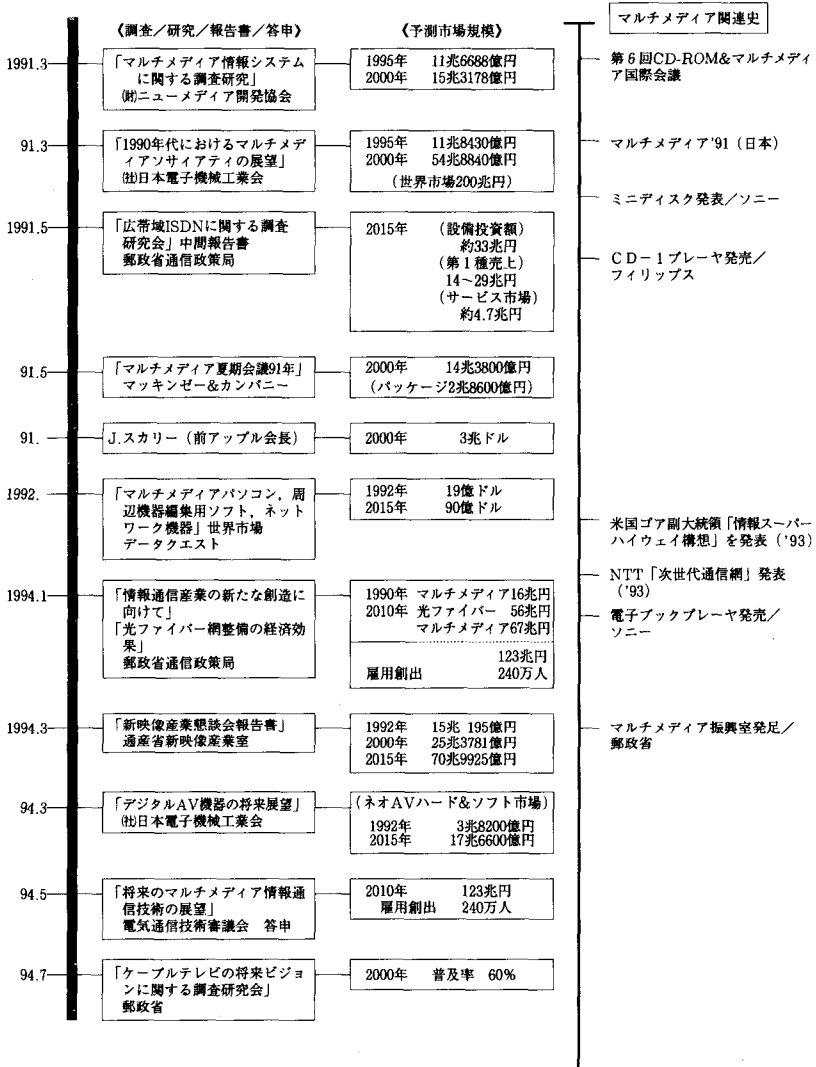 《調査／研究／報告書／答申》
《予測市場規模》
マルチメディア関連史
1991.3
「マルチメディア情報システム
に関する調査研究」
㈶ニューメディア開発協会
1995年 11兆6688億円
2000年 15兆3178億円
第6回CD-ROM&マルチメディ
ア国際会議
91.3
「1990年代におけるマルチメデ
ィアソサイアティの展望」
㈳日本電子機械工業会
1995年 11兆8430億円
2000年 54兆8840億円
（世界市場200兆円）
マルチメディア'91（日本）
ミニディスク発表／ソニー
1991.5
「広帯域ISDNに関する調査
研究会」中間報告書
郵政省通信政策局
2015年 （設備投資額）
約33兆円
（第1種売上）
14～29兆円
（サービス市場）
約4.7兆円
CD－1プレーヤ発売／
フィリップス
91.5
「マルチメディア夏期会議91年」
マッキンゼー&カンパニー
2000年 14兆3800億円
（パッケージ2兆8600億円）
91.
J.スカリー（前アップル会長）
2000年 3兆ドル
1992.
「マルチメディアパソコン，周
辺機器編集用ソフト，ネット
ワーク機器」世界市場
データクエスト
1992年 19億ドル
2015年 90億ドル
米国ゴア副大統領「情報スーパー
ハイウェイ構想」を発表（'93）
NTT「次世代通信網」発表
（'93）
1994.1
「情報通信産業の新たな創造に
向けて」
「光ファイバー網整備の経済効
果」
郵政省通信政策局
1990年 マルチメディア16兆円
2010年 光ファイバー 56兆円
マルチメディア67兆円
123兆円
雇用創出 240万人
電子ブックプレーヤ発売／
ソニー
1994.3
「新映像産業懇談会報告書」
通産省新映像産業室
1992年 15兆 195億円
2000年 25兆3781億円
2015年 70兆9925億円
マルチメディア振興室発足／
郵政省
94.3
「デジタルAV機器の将来展望」
㈳日本電子機械工業会
（ネオAVハード&ソフト市場）
1992年 3兆8200億円
2015年 17兆6600億円
94.5
「将来のマルチメディア情報通
信技術の展望」
電気通信技術審議会 答申
2010年 123兆円
雇用創出 240万人
94.7
「ケーブルテレビの将来ビジョ
ンに関する調査研究会」
郵政省
2000年 普及率 60%